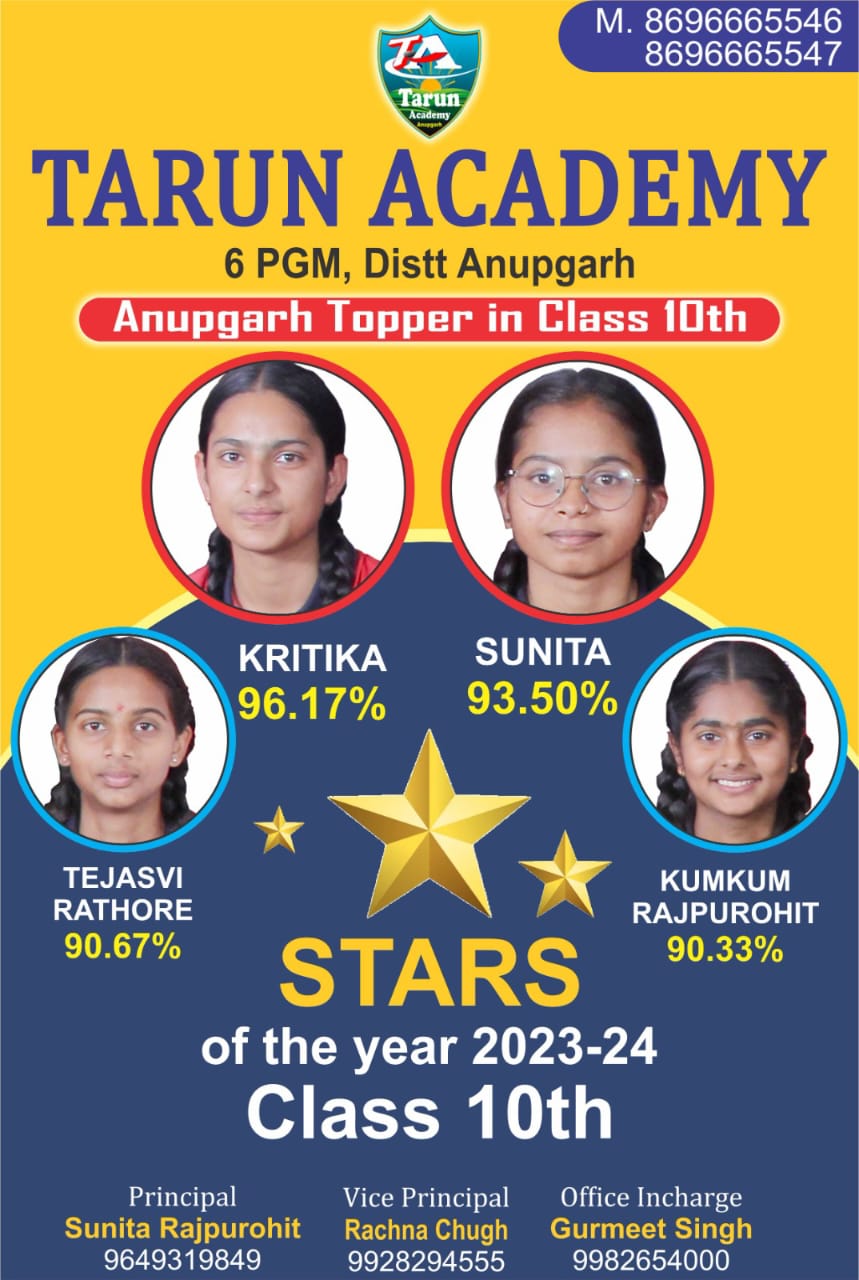 M. 8696665546
8696665547
TA
Tarun
Academy
Anupgarh
TARUN ACADEMY
6 PGM, Distt Anupgarh
Anupgarh Topper in Class 10th
KRITIKA
96.17%
SUNITA
93.50%
TEJASVI
RATHORE
90.67%
KUMKUM
RAJPUROHIT
90.33%
STARS
of the year 2023-24
Class 10th
Principal
Sunita Rajpurohit
9649319849
Vice Principal
Rachna Chugh
9928294555
Office Incharge
Gurmeet Singh
9982654000